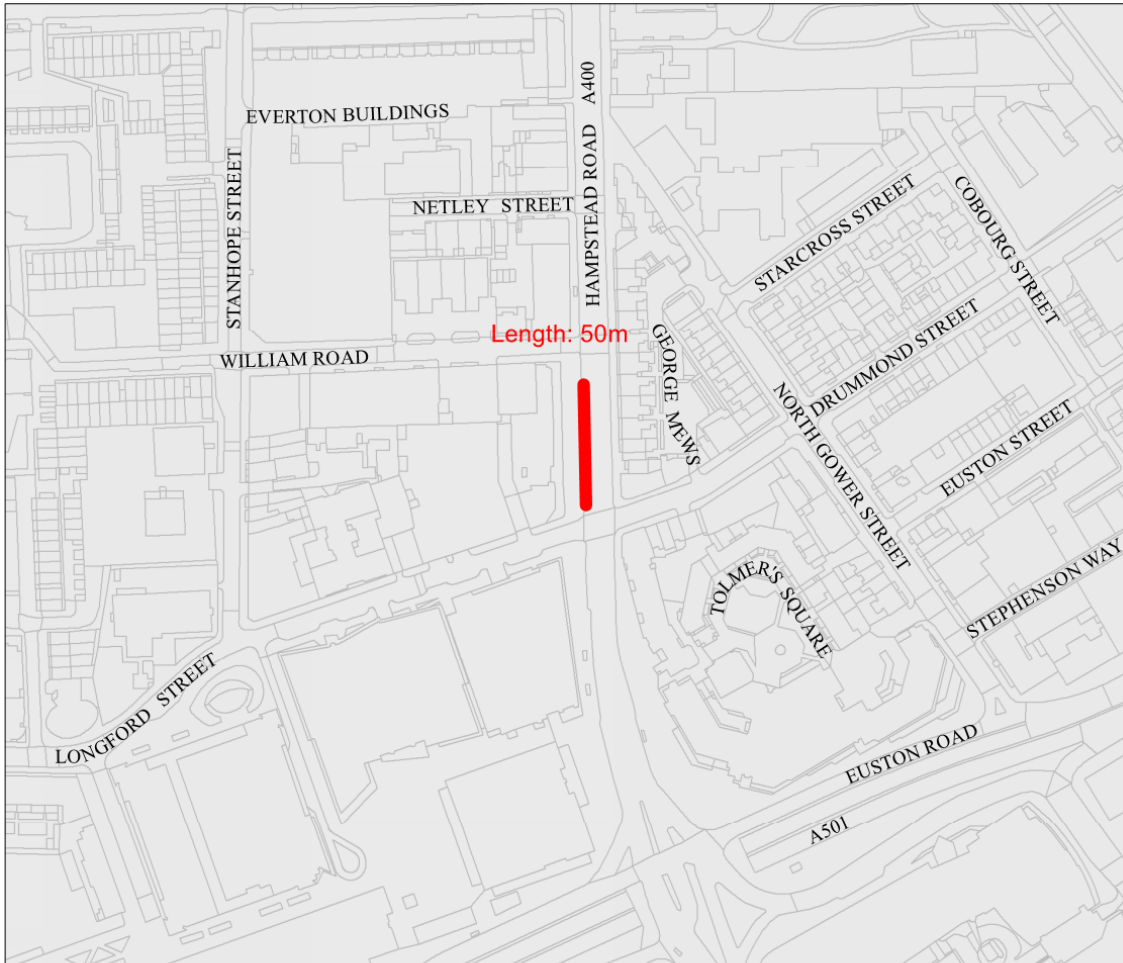 A400
EVERTON BUILDINGS
HAMPSTEAD ROAD
STANHOPE STREET
NETLEY STREET
STARCROSS STREET
COBOURG STREET
Length: 50m
WILLIAM ROAD
GEORGE MEWS
DRUMMOND STREET
NORTH GOWER STREET
EUSTON STREET
TOLMER'S SQUARE
STEPHENSON WAY
LONGFORD STREET
EUSTON ROAD
A501